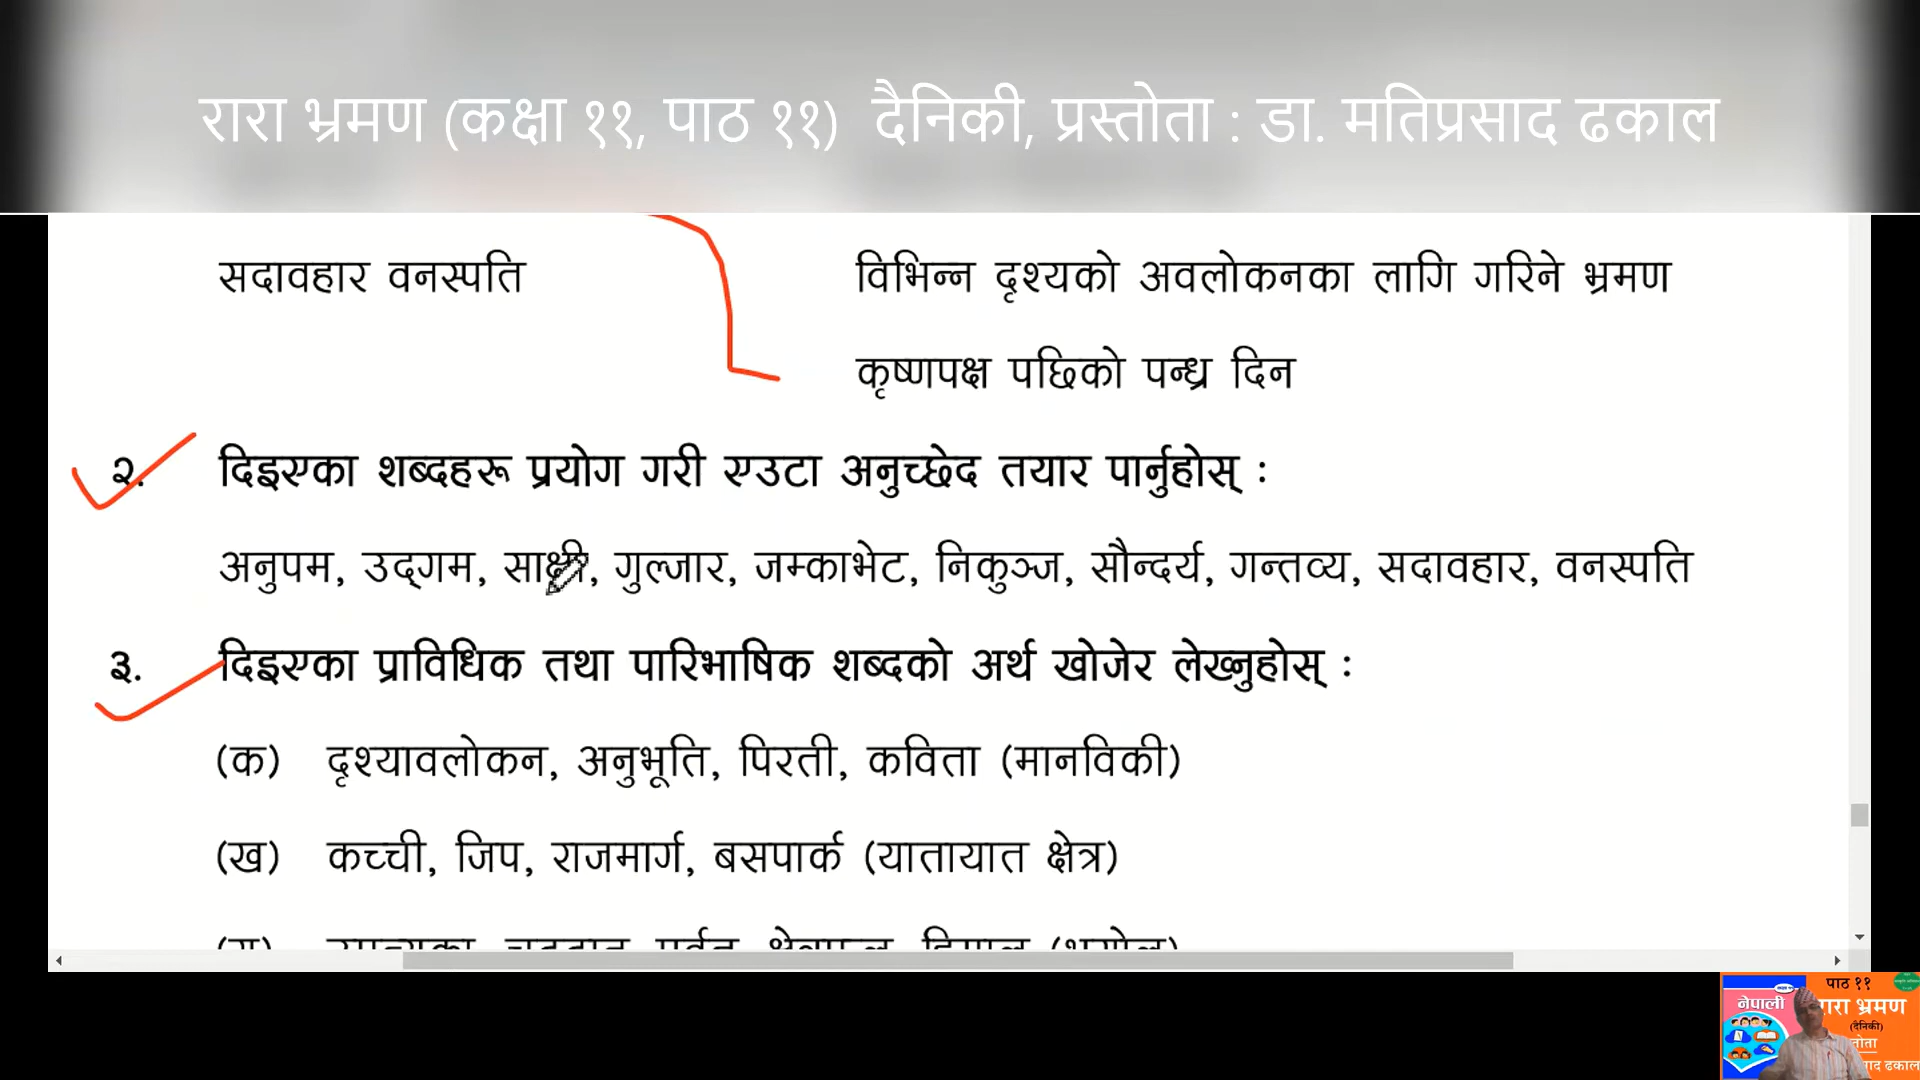 रारा भ्रमण (कक्षा ११, पाठ ११) दैनिकी, प्रस्तोता : डा. मतिप्रसाद ढकाल
सदावहार वनस्पति
विभिन्न दृश्यको अवलोकनका लागि गरिने भ्रमण
कृष्णपक्ष पछिको पन्ध्र दिन
२. दिइएका शब्दहरू प्रयोग गरी एउटा अनुच्छेद तयार पार्नुहोस् :
अनुपम, उद्गम, साक्षी, गुल्जार, जम्काभेट, निकुञ्ज, सौन्दर्य, गन्तव्य, सदावहार, वनस्पति
३. दिइएका प्राविधिक तथा पारिभाषिक शब्दको अर्थ खोजेर लेख्नुहोस् :
(क) दृश्यावलोकन, अनुभूति, पिरती, कविता (मानविकी)
(ख) कच्ची, जिप, राजमार्ग, बसपार्क (यातायात क्षेत्र)
पाठ ११
नेपाली
रारा भ्रमण
(दैनिकी)